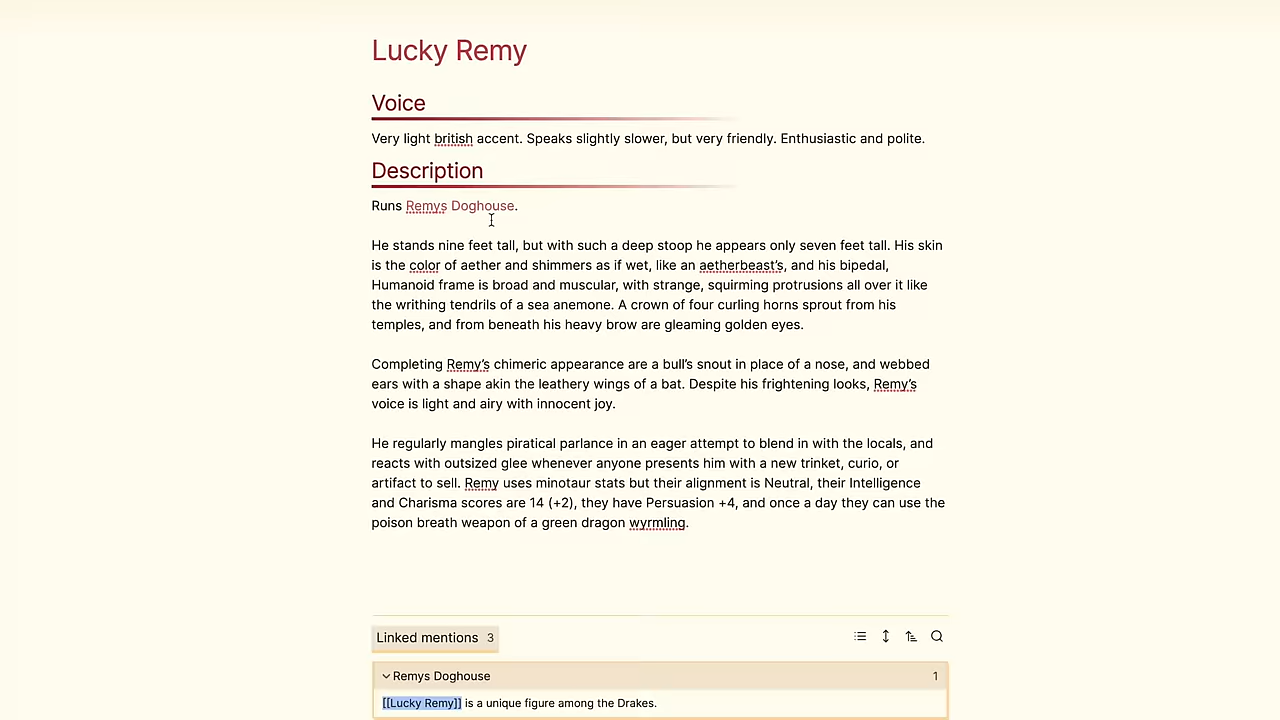 Lucky Remy
Voice
Very light british accent. Speaks slightly slower, but very friendly. Enthusiastic and polite.
Description
Runs Remys Doghouse.
He stands nine feet tall, but with such a deep stoop he appears only seven feet tall. His skin
is the color of aether and shimmers as if wet, like an aetherbeast’s, and his bipedal,
Humanoid frame is broad and muscular, with strange, squirming protrusions all over it like
the writhing tendrils of a sea anemone. A crown of four curling horns sprout from his
temples, and from beneath his heavy brow are gleaming golden eyes.
Completing Remy’s chimeric appearance are a bull’s snout in place of a nose, and webbed
ears with a shape akin the leathery wings of a bat. Despite his frightening looks, Remy’s
voice is light and airy with innocent joy.
He regularly mangles piratical parlance in an eager attempt to blend in with the locals, and
reacts with outsized glee whenever anyone presents him with a new trinket, curio, or
artifact to sell. Remy uses minotaur stats but their alignment is Neutral, their Intelligence
and Charisma scores are 14 (+2), they have Persuasion +4, and once a day they can use the
poison breath weapon of a green dragon wyrmling.
Linked mentions 3
Remys Doghouse 1
[[Lucky Remy]] is a unique figure among the Drakes.